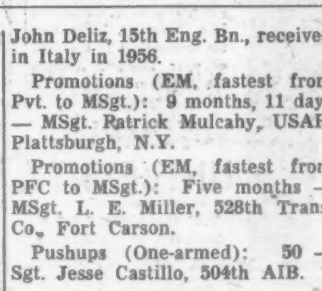 John Deliz, 15th Eng. Bn., receive
in Italy in 1956.
Promotions (EM, fastest from
Pvt. to MSgt.): 9 months, 11 day
— MSgt. Patrick Mulcahy, USAR
Plattsburgh, N.Y.
Promotions (EM, fastest from
PFC to MSgt.): Five months —
MSgt. L. E. Miller, 528th Trans
Co., Fort Carson.
Pushups (One-armed): 50 —
Sgt. Jesse Castillo, 504th AIB.